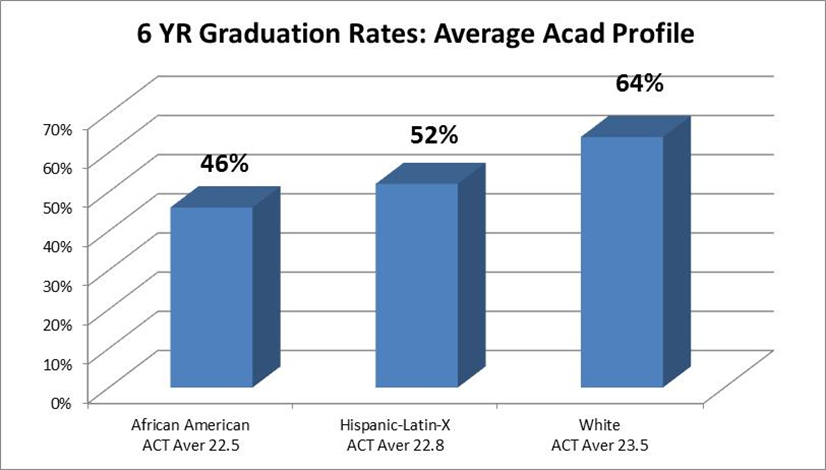 6 YR Graduation Rates: Average Acad Profile
64%
52%
46%
70%
60%
50%
40%
30%
20%
10%
0%
African American
ACT Aver 22.5
Hispanic-Latin-X
ACT Aver 22.8
White
ACT Aver 23.5